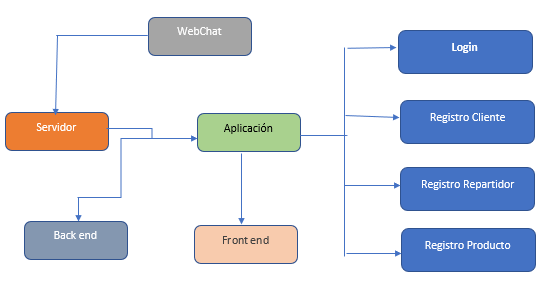 WebChat
Login
Servidor
Aplicación
Registro Cliente
Registro Repartidor
Back end
Front end
Registro Producto